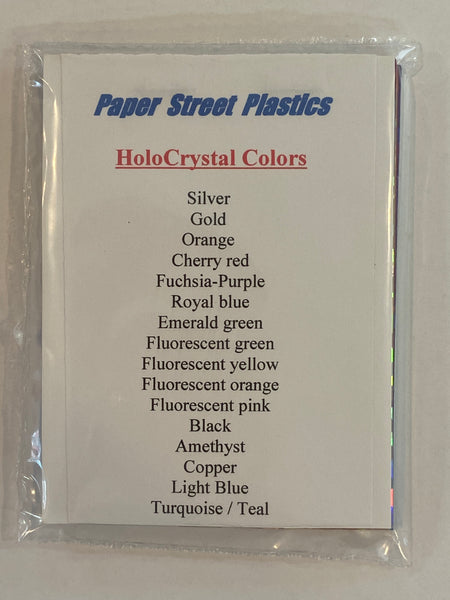 Paper Street Plastics
HoloCrystal Colors
Silver
Gold
Orange
Cherry red
Fuchsia-Purple
Royal blue
Emerald green
Fluorescent green
Fluorescent yellow
Fluorescent orange
Fluorescent pink
Black
Amethyst
Copper
Light Blue
Turquoise / Teal